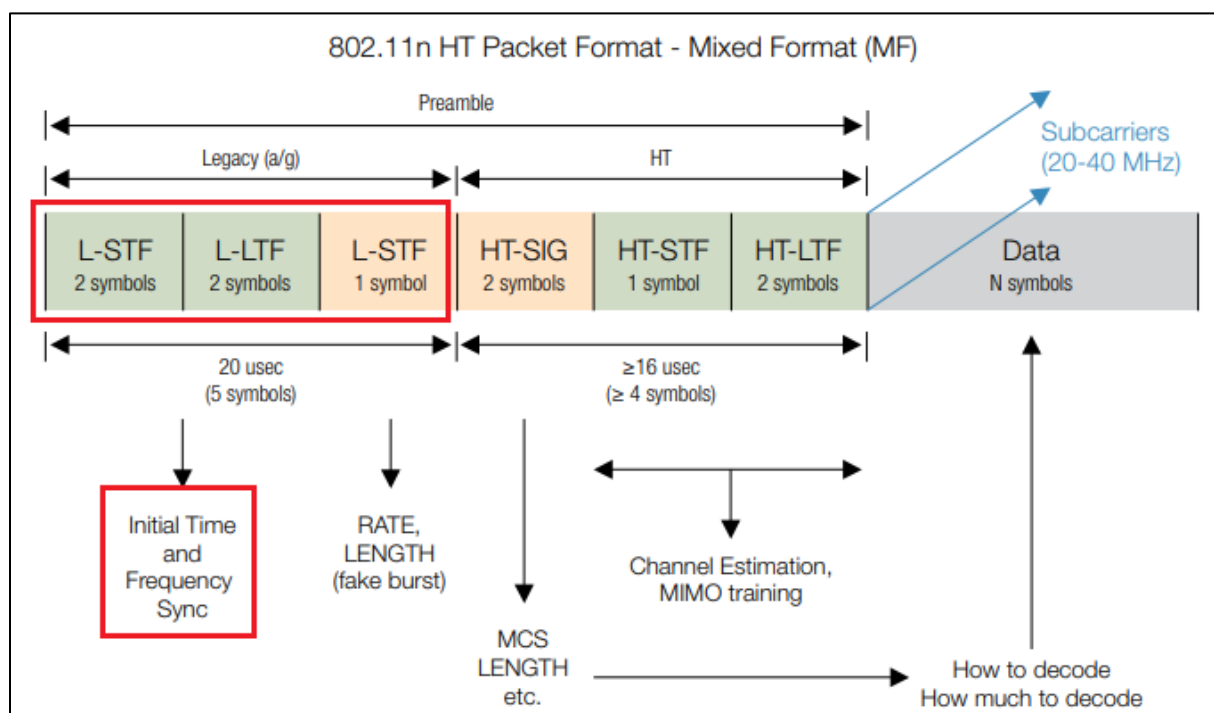 802.11n HT Packet Format - Mixed Format (MF)
Preamble
Subcarriers
(20-40 MHz)
Legacy (a/g)
HT
L-STF
2 symbols
L-LTF
2 symbols
L-STF
1 symbol
HT-SIG
2 symbols
HT-STF
1 symbol
HT-LTF
2 symbols
Data
N symbols
20 usec
(5 symbols)
≥16 usec
(≥ 4 symbols)
Initial Time
and
Frequency
Sync
RATE,
LENGTH
(fake burst)
Channel Estimation,
MIMO training
MCS
LENGTH
etc.
How to decode
How much to decode